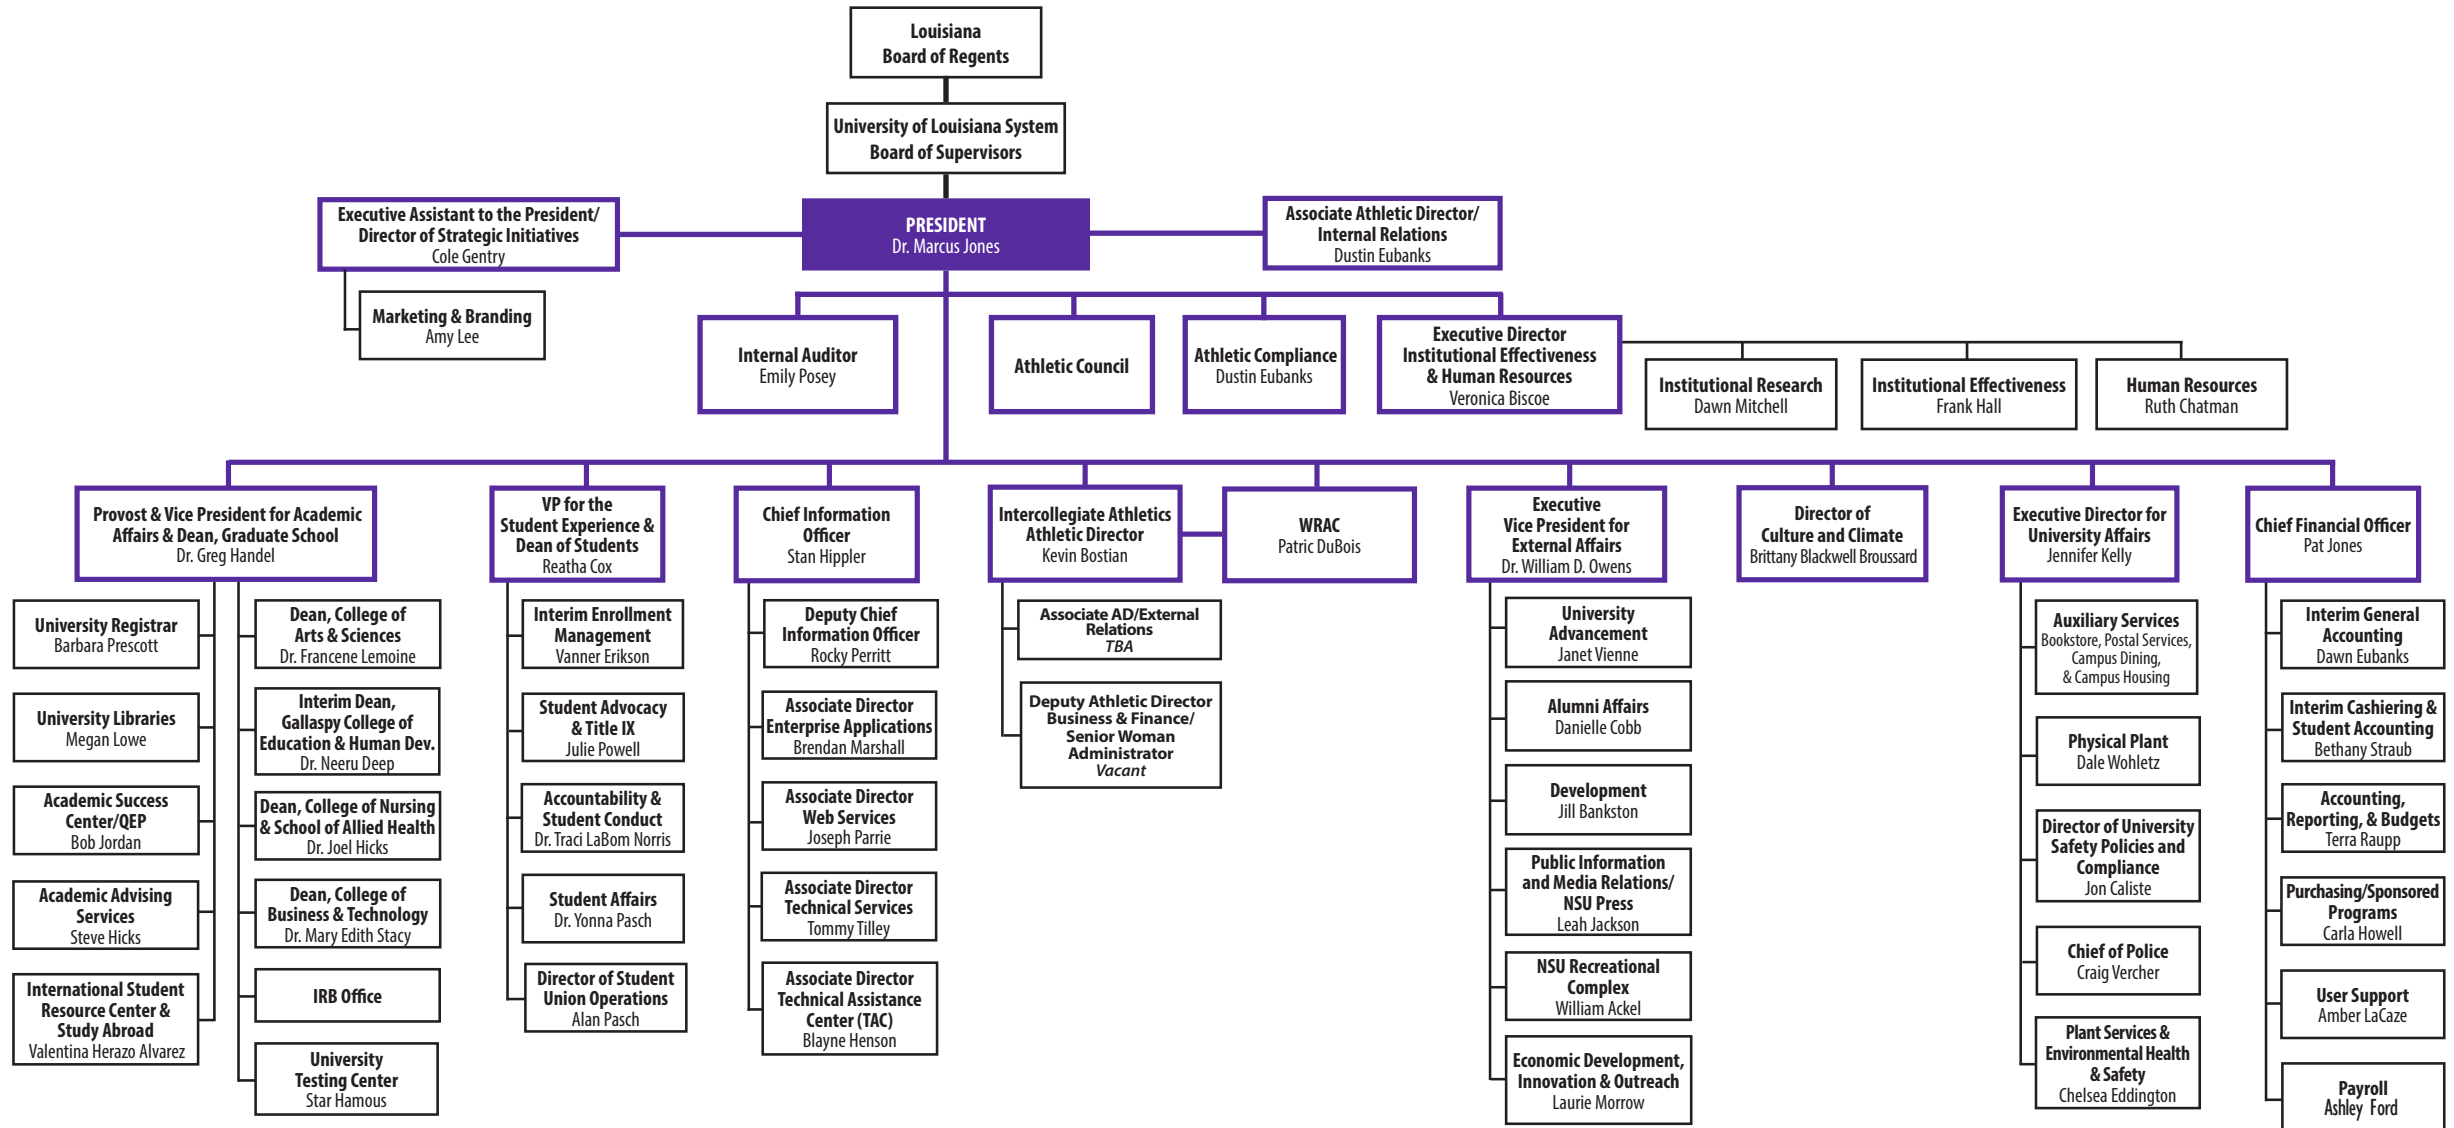 Louisiana
Board of Regents
University of Louisiana System
Board of Supervisors
Executive Assistant to the President/
Director of Strategic Initiatives
Cole Gentry
PRESIDENT
Dr. Marcus Jones
Associate Athletic Director/
Internal Relations
Dustin Eubanks
Marketing & Branding
Amy Lee
Internal Auditor
Emily Posey
Athletic Council
Athletic Compliance
Dustin Eubanks
Executive Director
Institutional Effectiveness
& Human Resources
Veronica Biscoe
Institutional Research
Dawn Mitchell
Institutional Effectiveness
Frank Hall
Human Resources
Ruth Chatman
Provost & Vice President for Academic
Affairs & Dean, Graduate School
Dr. Greg Handel
VP for the
Student Experience &
Dean of Students
Reatha Cox
Chief Information
Officer
Stan Hippler
Intercollegiate Athletics
Athletic Director
Kevin Bostian
WRAC
Patric DuBois
Executive
Vice President for
External Affairs
Dr. William D. Owens
Director of
Culture and Climate
Brittany Blackwell Broussard
Executive Director for
University Affairs
Jennifer Kelly
Chief Financial Officer
Pat Jones
University Registrar
Barbara Prescott
University Libraries
Megan Lowe
Academic Success
Center/QEP
Bob Jordan
Academic Advising
Services
Steve Hicks
International Student
Resource Center &
Study Abroad
Valentina Herazo Alvarez
Dean, College of
Arts & Sciences
Dr. Francene Lemoine
Interim Dean,
Gallaspy College of
Education & Human Dev.
Dr. Neeru Deep
Dean, College of Nursing
& School of Allied Health
Dr. Joel Hicks
Dean, College of
Business & Technology
Dr. Mary Edith Stacy
IRB Office
University
Testing Center
Star Hamous
Interim Enrollment
Management
Vanner Erikson
Student Advocacy
& Title IX
Julie Powell
Accountability &
Student Conduct
Dr. Traci LaBom Norris
Student Affairs
Dr. Yonna Pasch
Director of Student
Union Operations
Alan Pasch
Deputy Chief
Information Officer
Rocky Perritt
Associate Director
Enterprise Applications
Brendan Marshall
Associate Director
Web Services
Joseph Parrie
Associate Director
Technical Services
Tommy Tilley
Associate Director
Technical Assistance
Center (TAC)
Blayne Henson
Associate AD/External
Relations
TBA
Deputy Athletic Director
Business & Finance/
Senior Woman
Administrator
Vacant
University
Advancement
Janet Vienne
Alumni Affairs
Danielle Cobb
Development
Jill Bankston
Public Information
and Media Relations/
NSU Press
Leah Jackson
NSU Recreational
Complex
William Ackel
Economic Development,
Innovation & Outreach
Laurie Morrow
Auxiliary Services
Bookstore, Postal Services,
Campus Dining,
& Campus Housing
Physical Plant
Dale Wohletz
Director of University
Safety Policies and
Compliance
Jon Caliste
Chief of Police
Craig Vercher
Plant Services &
Environmental Health
& Safety
Chelsea Eddington
Interim General
Accounting
Dawn Eubanks
Interim Cashiering &
Student Accounting
Bethany Straub
Accounting,
Reporting, & Budgets
Terra Raupp
Purchasing/Sponsored
Programs
Carla Howell
User Support
Amber LaCaze
Payroll
Ashley Ford